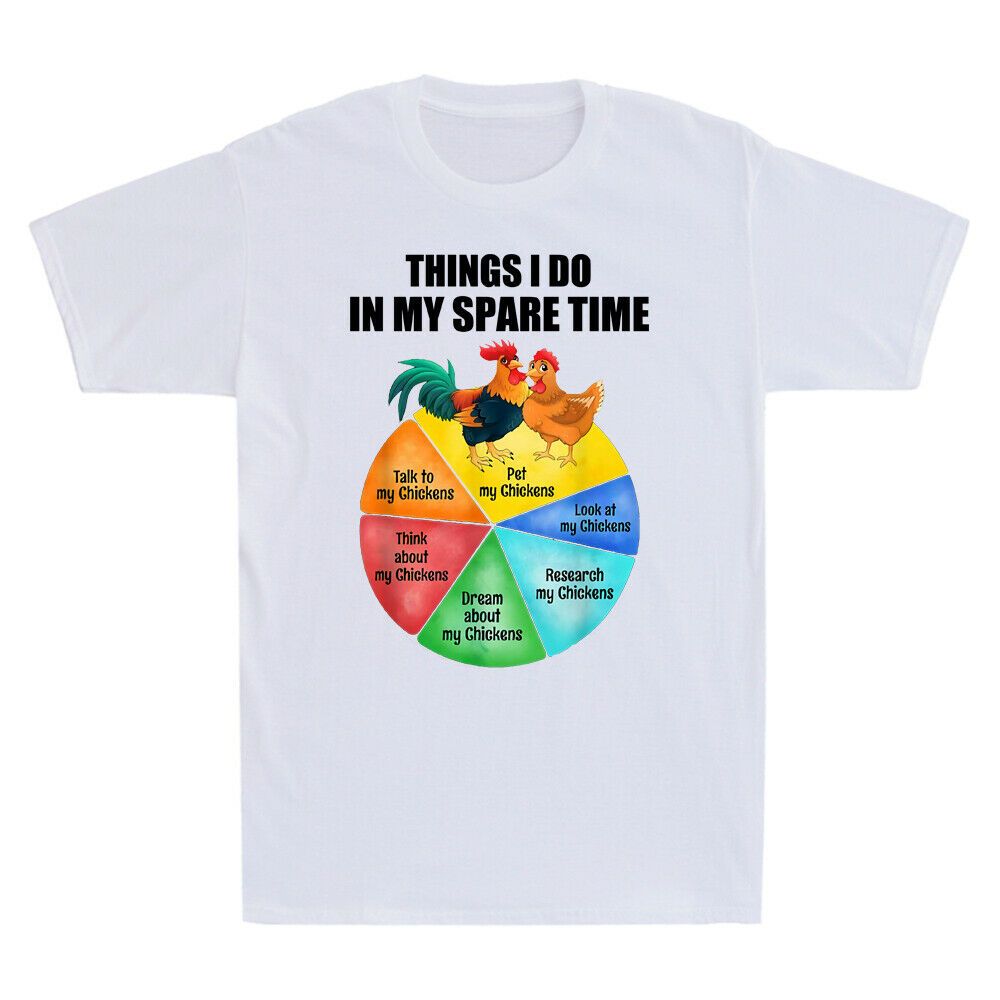 THINGS I DO
IN MY SPARE TIME
Talk to
my Chickens
Pet
my Chickens
Look at
my Chickens
Think
about
my Chickens
Research
my Chickens
Dream
about
my Chickens